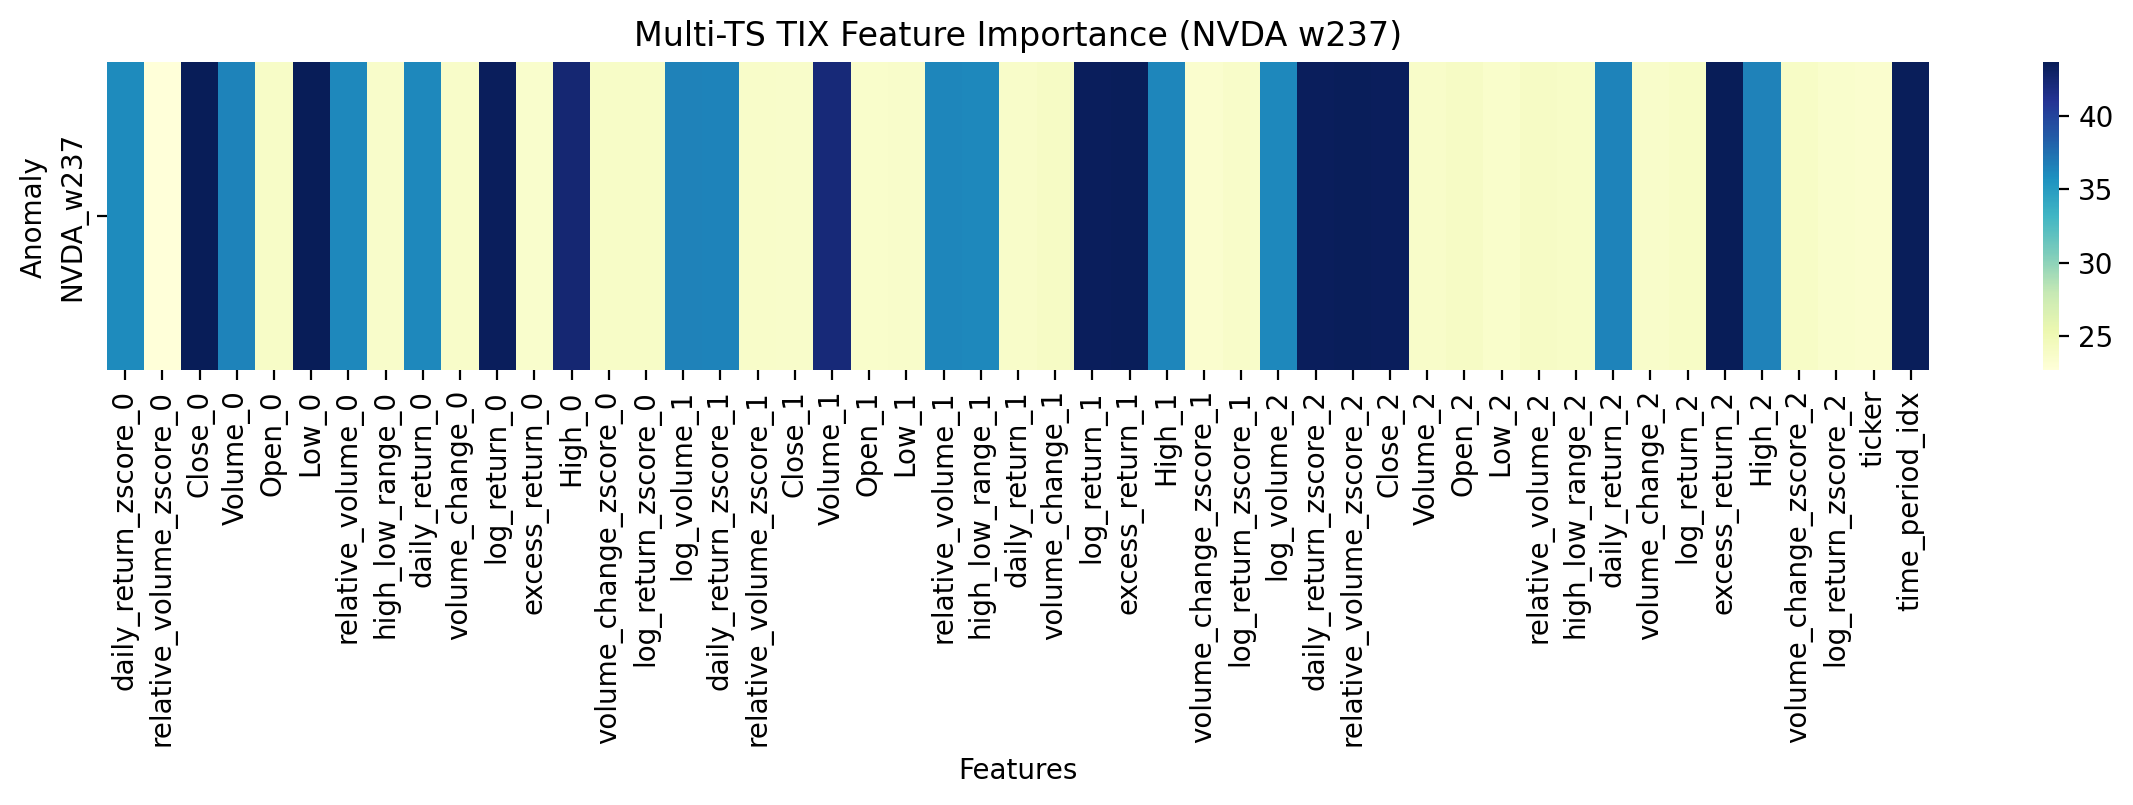 Multi-TS TIX Feature Importance (NVDA w237)
Anomaly
NVDA_w237
40
35
30
25
daily_return_zscore_0
relative_volume_zscore_0
Close_0
Volume_0
Open_0
Low_0
relative_volume_0
high_low_range_0
daily_return_0
volume_change_0
log_return_0
excess_return_0
High_0
volume_change_zscore_0
log_return_zscore_0
log_volume_1
daily_return_zscore_1
relative_volume_zscore_1
Close_1
Volume_1
Open_1
Low_1
relative_volume_1
high_low_range_1
daily_return_1
volume_change_1
log_return_1
excess_return_1
High_1
volume_change_zscore_1
log_return_zscore_1
log_volume_2
daily_return_zscore_2
relative_volume_zscore_2
Close_2
Volume_2
Open_2
Low_2
relative_volume_2
high_low_range_2
daily_return_2
volume_change_2
log_return_2
excess_return_2
High_2
volume_change_zscore_2
log_return_zscore_2
ticker
time_period_idx
Features